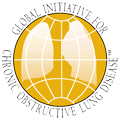 GLOBAL INITIATIVE FOR
CHRONIC OBSTRUCTIVE LUNG DISEASE